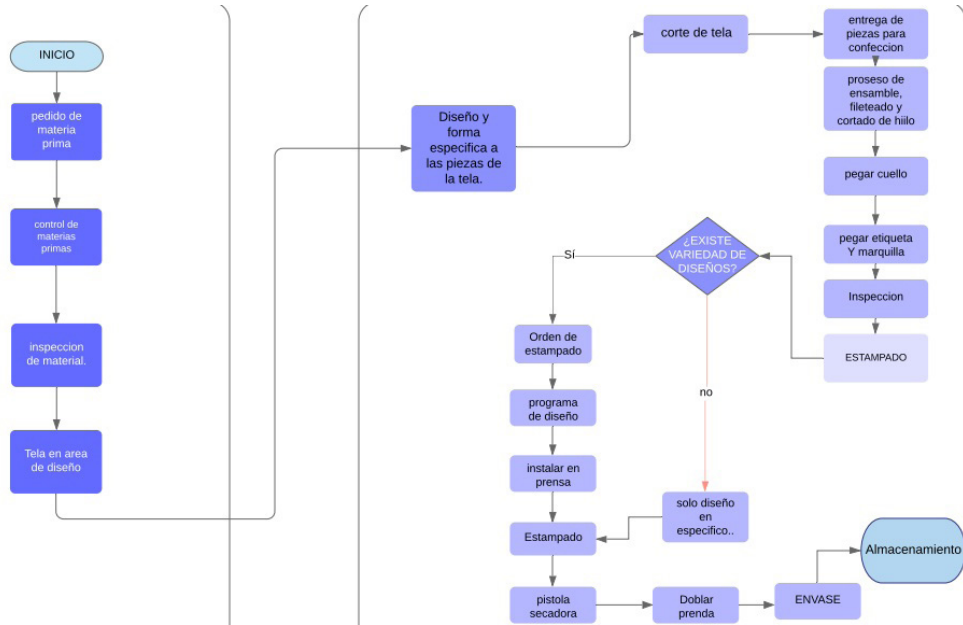 INICIO
pedido de
materia
prima
control de
materias
primas
inspeccion
de material.
Tela en area
de diseño
Diseño y
forma
especifica a
las piezas de
la tela.
corte de tela
entrega de
piezas para
confeccion
proseso de
ensamble,
fileteado y
cortado de hiilo
pegar cuello
pegar etiqueta
Y marquilla
Inspeccion
ESTAMPADO
¿EXISTE
VARIEDAD DE
DISEÑOS?
Sí
no
Orden de
estampado
programa
de diseño
instalar en
prensa
solo diseño
en
especifico..
Estampado
pistola
secadora
Doblar
prenda
ENVASE
Almacenamiento